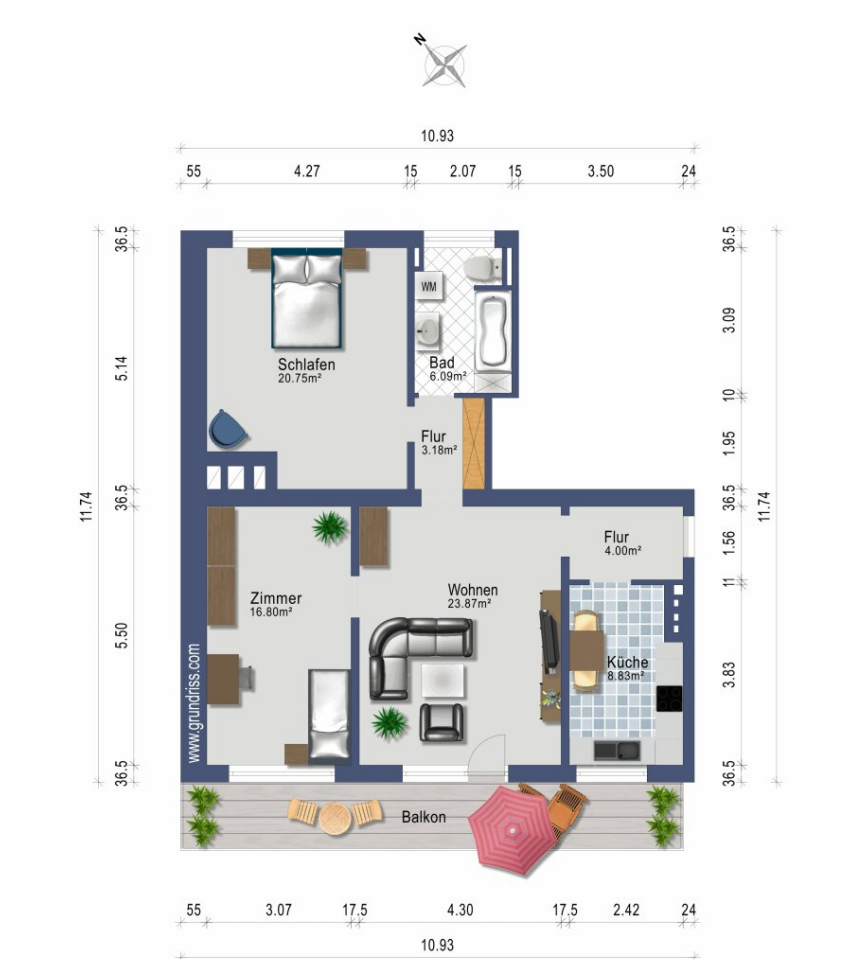 N
10.93
55 4.27 15 2.07 15 3.50 24
36.5 5.14 36.5 5.50 36.5
11.74
36.5 3.09 10 1.95 36.5 1.56 11 3.83 36.5
11.74
WM
Schlafen
20.75m²
Bad
6.09m²
Flur
3.18m²
Flur
4.00m²
Zimmer
16.80m²
Wohnen
23.87m²
Küche
8.83m²
www.grundriss.com
Balkon
55 3.07 17.5 4.30 17.5 2.42 24
10.93